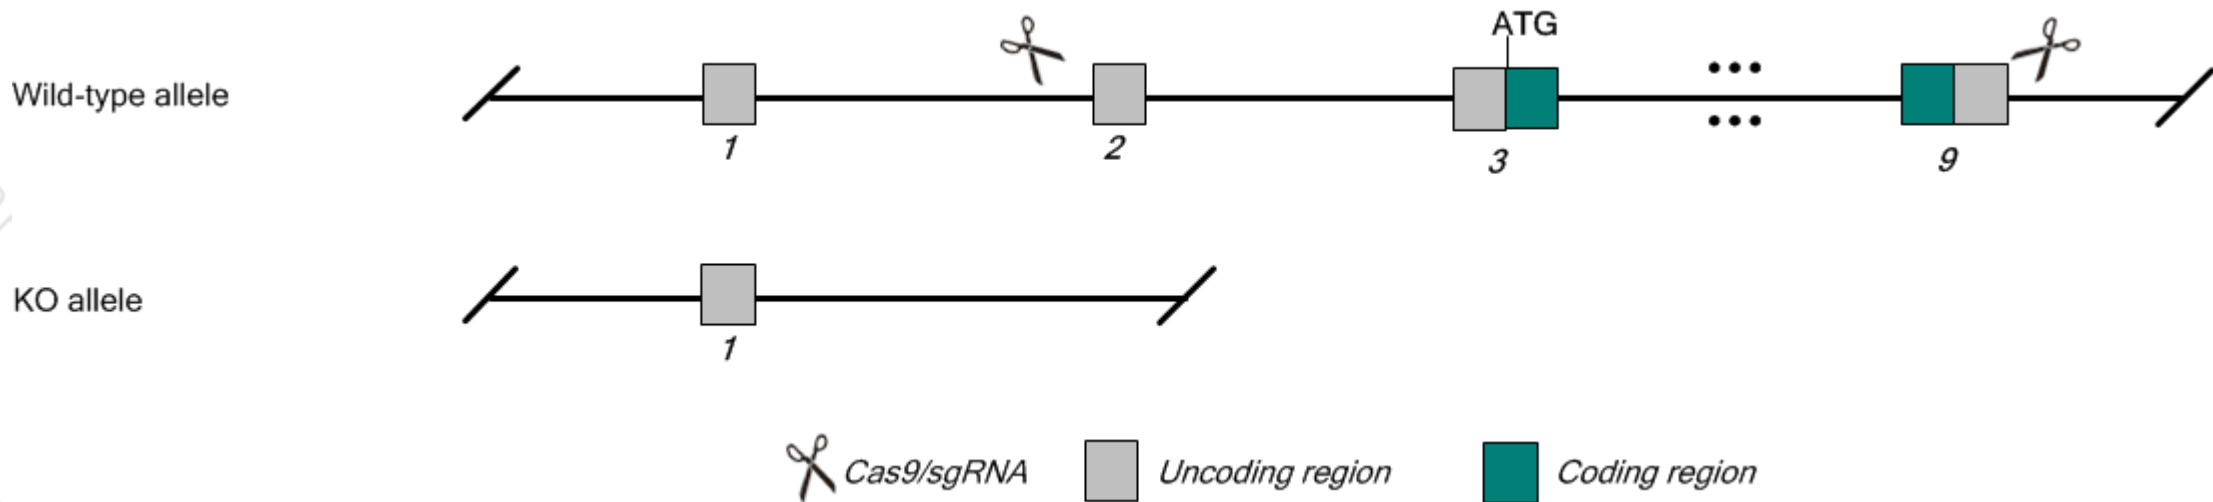 ATG
Wild-type allele
1
2
3
9
KO allele
1
Cas9/sgRNA
Uncoding region
Coding region